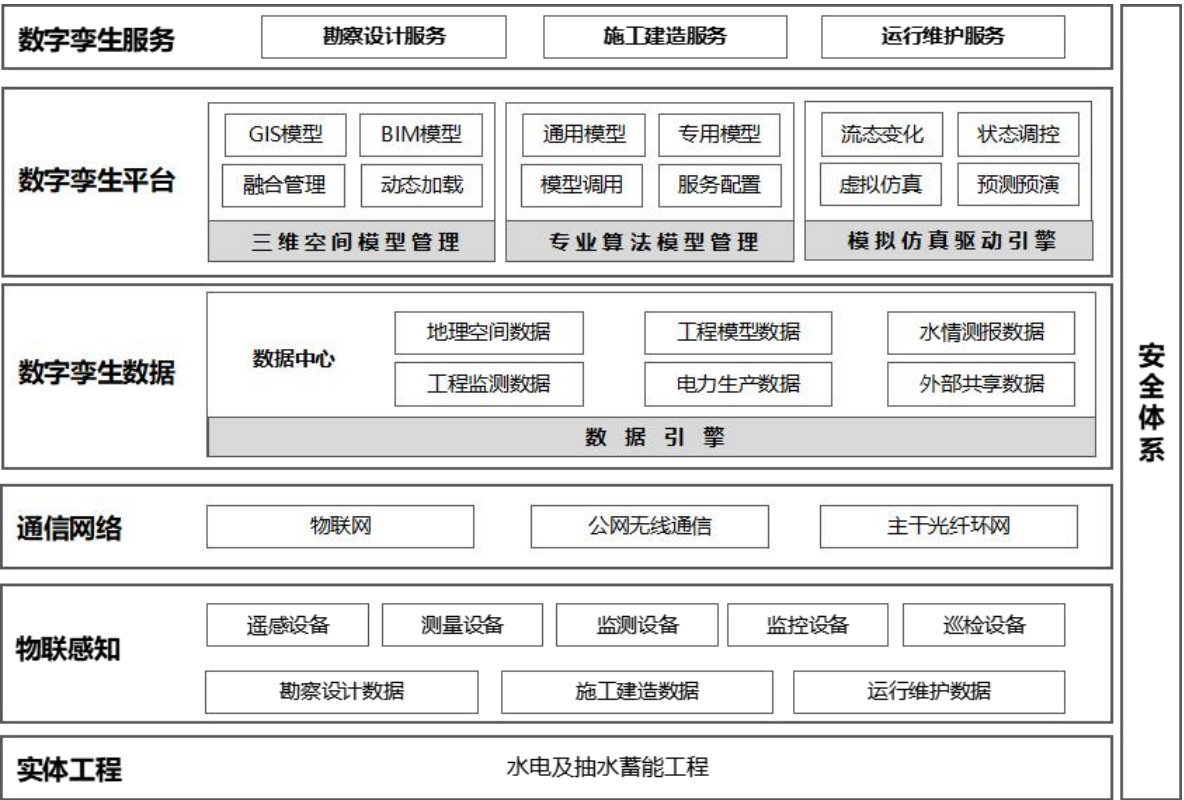 数字孪生服务
勘察设计服务
施工建造服务
运行维护服务
数字孪生平台
GIS模型
BIM模型
融合管理
动态加载
三维空间模型管理
通用模型
专用模型
模型调用
服务配置
专业算法模型管理
流态变化
状态调控
虚拟仿真
预测预演
模拟仿真驱动引擎
数字孪生数据
数据中心
地理空间数据
工程模型数据
水情测报数据
工程监测数据
电力生产数据
外部共享数据
数据引擎
通信网络
物联网
公网无线通信
主干光纤环网
物联感知
遥感设备
测量设备
监测设备
监控设备
巡检设备
勘察设计数据
施工建造数据
运行维护数据
实体工程
水电及抽水蓄能工程
安全体系